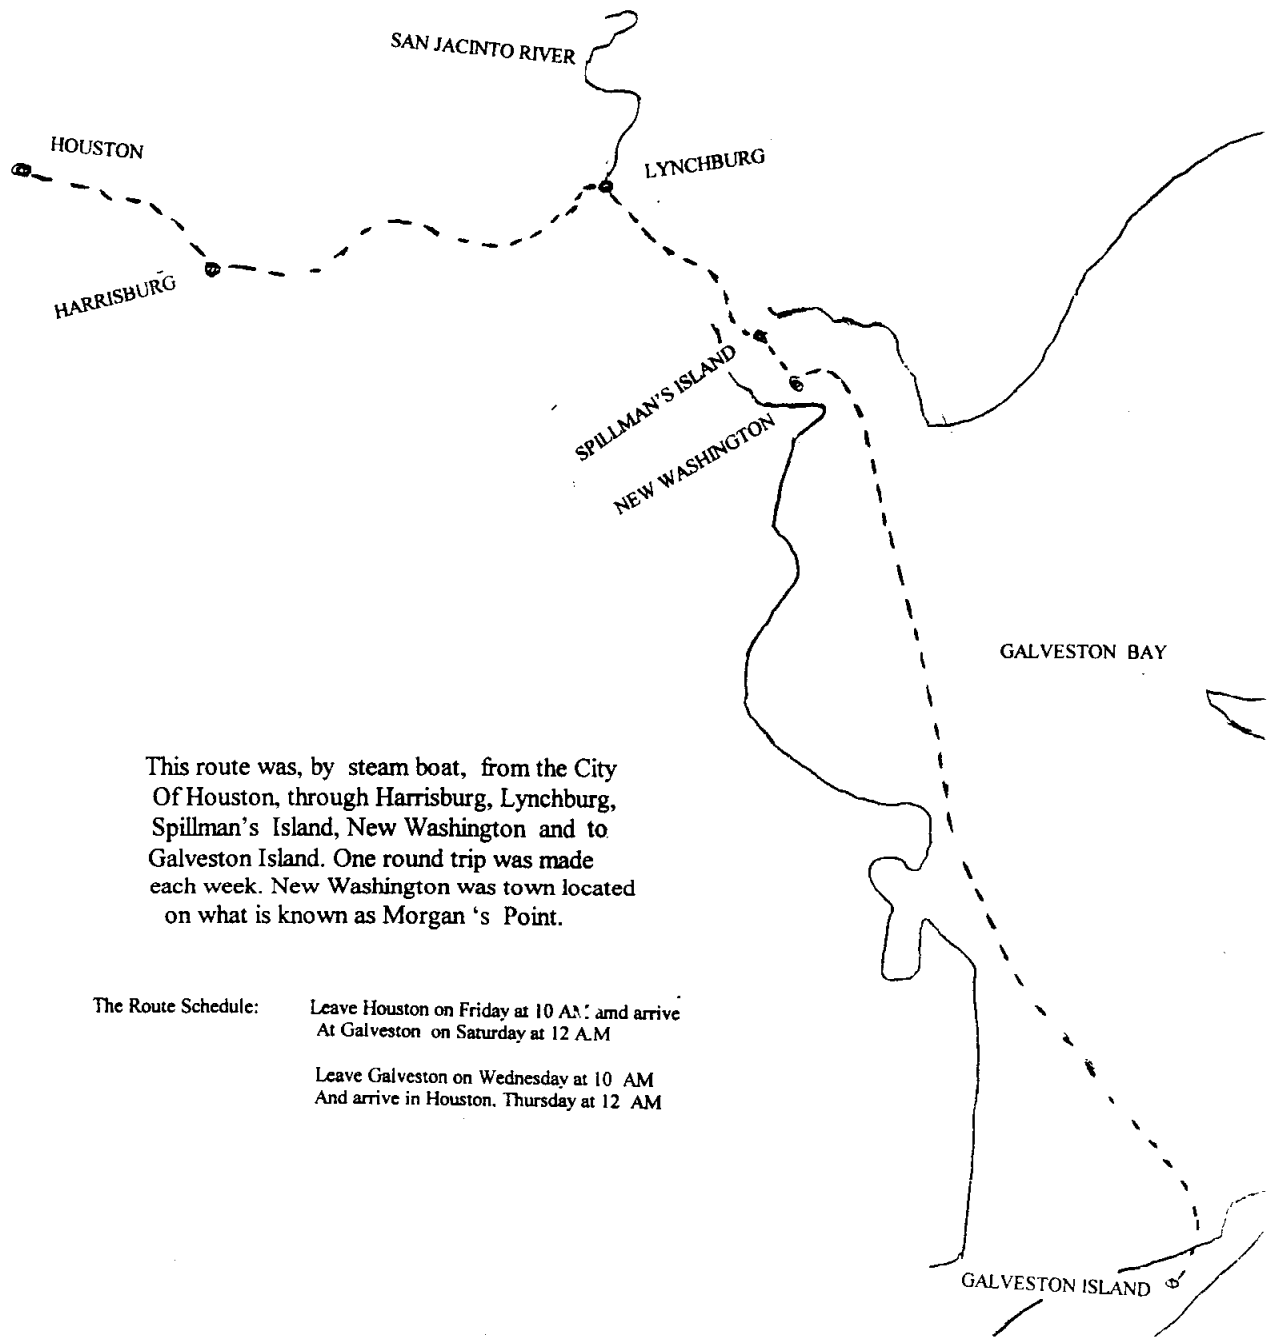 SAN JACINTO RIVER
HOUSTON
LYNCHBURG
HARRISBURG
SPILLMAN'S ISLAND
NEW WASHINGTON
GALVESTON BAY
This route was, by steam boat, from the City
Of Houston, through Harrisburg, Lynchburg,
Spillman's Island, New Washington and to
Galveston Island. One round trip was made
each week. New Washington was town located
on what is known as Morgan 's Point.
The Route Schedule: Leave Houston on Friday at 10 AM amd arrive
At Galveston on Saturday at 12 A.M
Leave Galveston on Wednesday at 10 AM
And arrive in Houston. Thursday at 12 AM
GALVESTON ISLAND